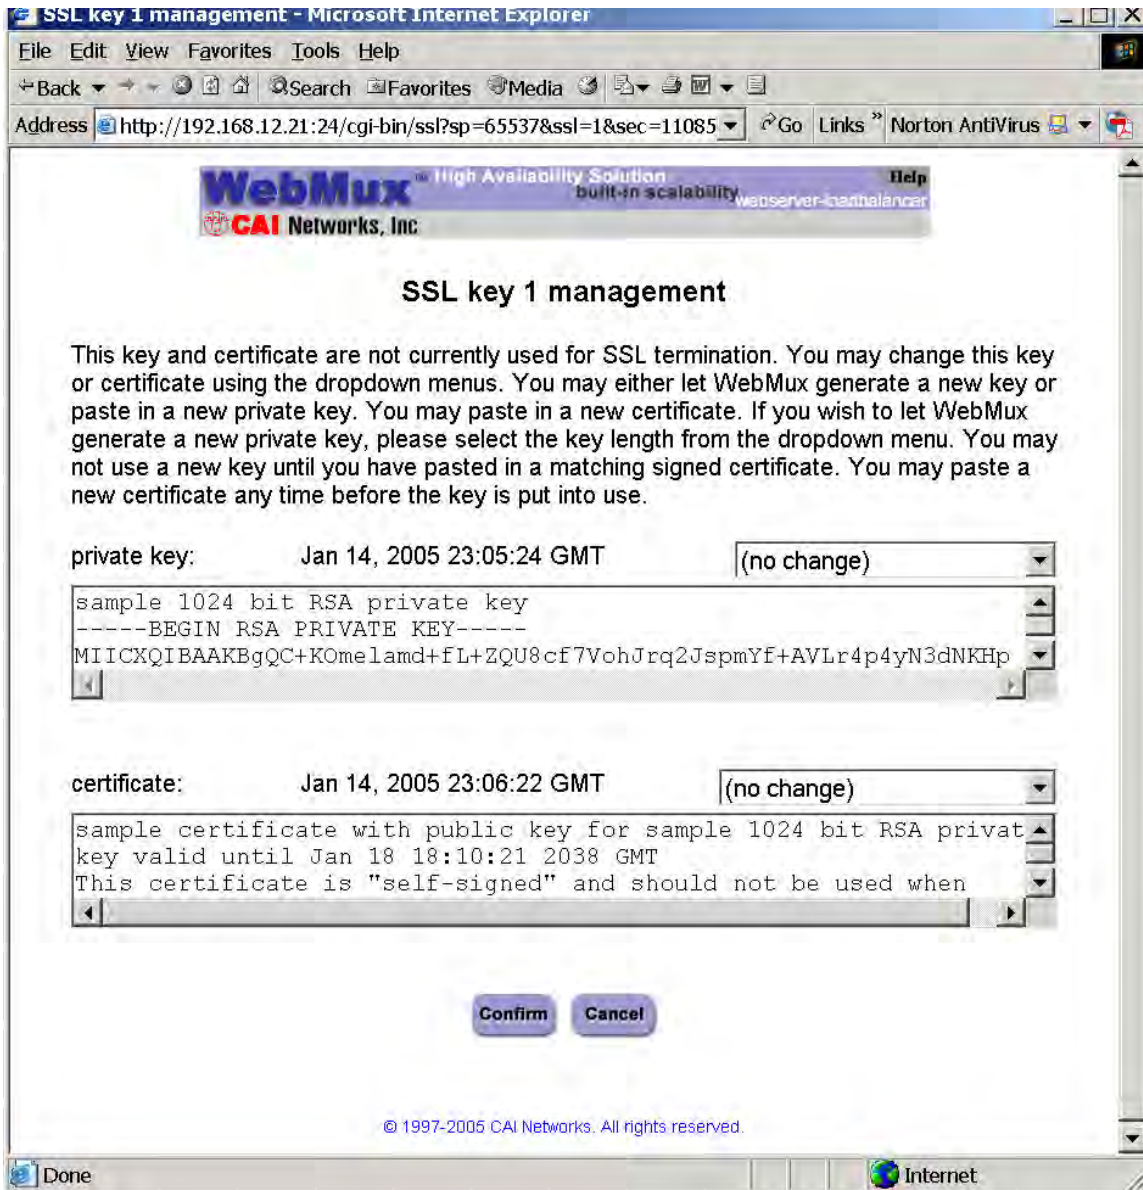 SSL key 1 management - Microsoft Internet Explorer
File Edit View Favorites Tools Help
Back Search Favorites Media
Address http://192.168.12.21:24/cgi-bin/ssl?sp=65537&ssl=1&sec=11085 Go Links » Norton AntiVirus
WebMux™ High Availability Solution Help
built-in scalability
webserver-loadbalancer
CAI Networks, Inc
SSL key 1 management
This key and certificate are not currently used for SSL termination. You may change this key
or certificate using the dropdown menus. You may either let WebMux generate a new key or
paste in a new private key. You may paste in a new certificate. If you wish to let WebMux
generate a new private key, please select the key length from the dropdown menu. You may
not use a new key until you have pasted in a matching signed certificate. You may paste a
new certificate any time before the key is put into use.
private key: Jan 14, 2005 23:05:24 GMT (no change)
sample 1024 bit RSA private key
-----BEGIN RSA PRIVATE KEY-----
MIICXQIBAAKBgQC+KOmelamd+fL+ZQU8cf7VohJrq2JspmYf+AVLr4p4yN3dNKHp
certificate: Jan 14, 2005 23:06:22 GMT (no change)
sample certificate with public key for sample 1024 bit RSA privat
key valid until Jan 18 18:10:21 2038 GMT
This certificate is "self-signed" and should not be used when
Confirm Cancel
© 1997-2005 CAI Networks. All rights reserved.
Done Internet